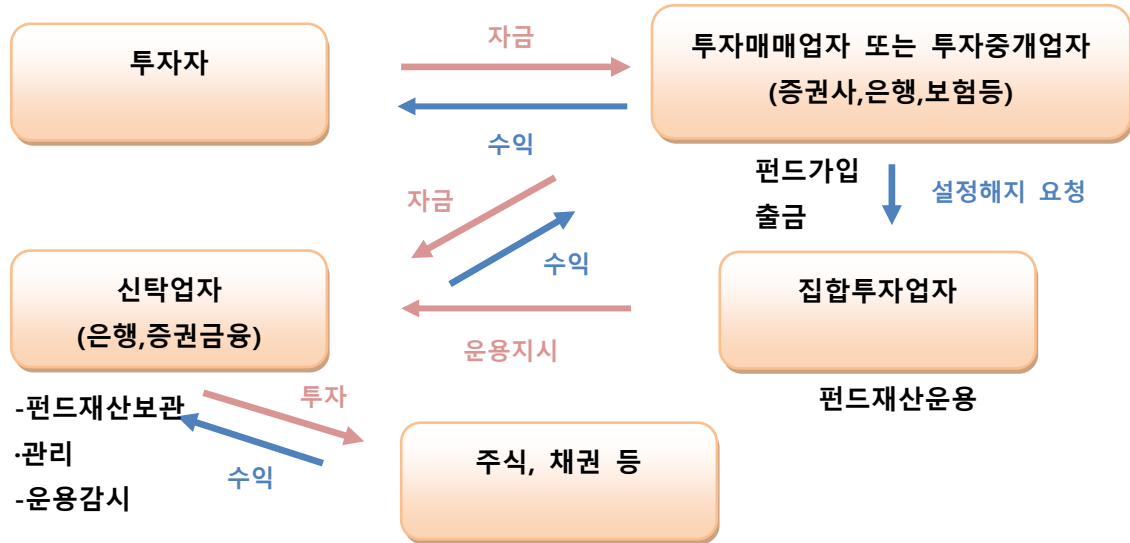 투자자
자금
수익
투자매매업자 또는 투자중개업자
(증권사,은행,보험등)
펀드가입
출금
설정해지 요청
자금
수익
신탁업자
(은행,증권금융)
운용지시
집합투자업자
펀드재산운용
-펀드재산보관
·관리
-운용감시
투자
수익
주식, 채권 등